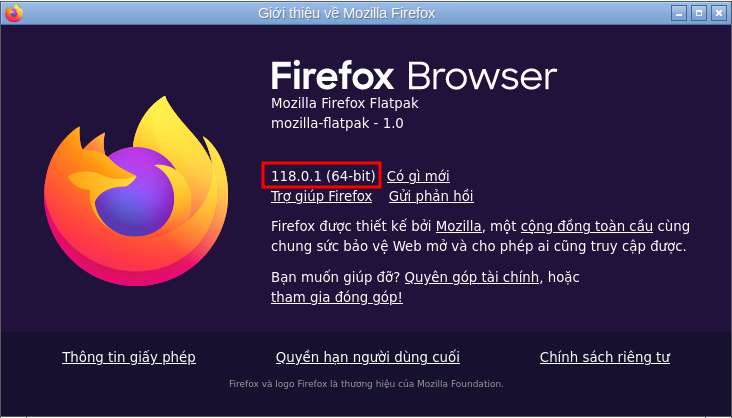 Giới thiệu về Mozilla Firefox
Firefox Browser
Mozilla Firefox Flatpak
mozilla-flatpak - 1.0
118.0.1 (64-bit) Có gì mới
Trợ giúp Firefox Gửi phản hồi
Firefox được thiết kế bởi Mozilla, một cộng đồng toàn cầu cùng
chung sức bảo vệ Web mở và cho phép ai cũng truy cập được.
Bạn muốn giúp đỡ? Quyên góp tài chính, hoặc
tham gia đóng góp!
Thông tin giấy phép Quyền hạn người dùng cuối Chính sách riêng tư
Firefox và logo Firefox là thương hiệu của Mozilla Foundation.